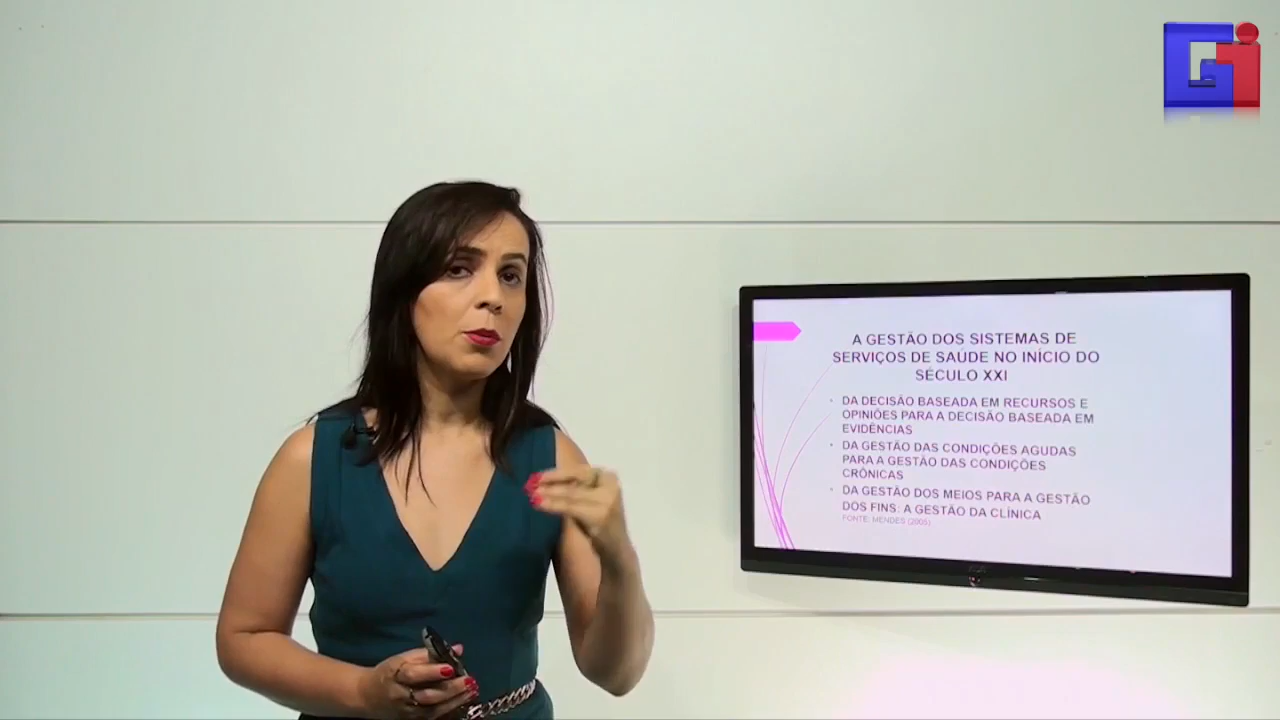 Gi
A GESTÃO DOS SISTEMAS DE
SERVIÇOS DE SAÚDE NO INÍCIO DO
SÉCULO XXI
• DA DECISÃO BASEADA EM RECURSOS E
OPINIÕES PARA A DECISÃO BASEADA EM
EVIDÊNCIAS
• DA GESTÃO DAS CONDIÇÕES AGUDAS
PARA A GESTÃO DAS CONDIÇÕES
CRÔNICAS
• DA GESTÃO DOS MEIOS PARA A GESTÃO
DOS FINS: A GESTÃO DA CLÍNICA
FONTE: MENDES (2005)